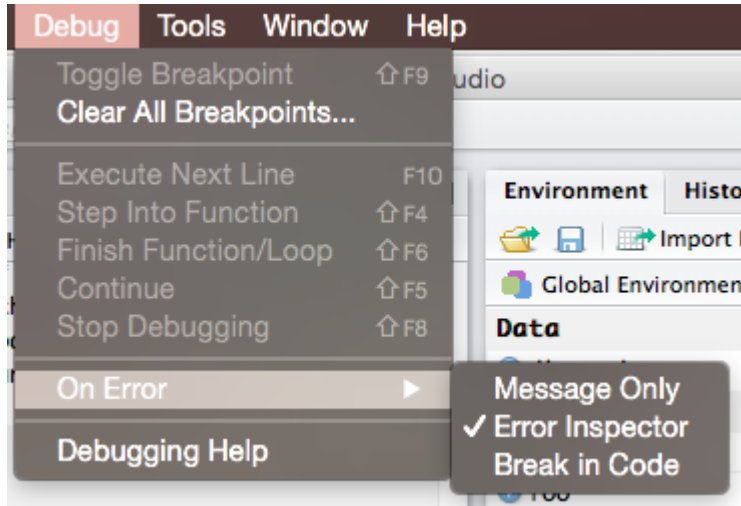 Debug Tools Window Help
Toggle Breakpoint ⇧F9
udio
Clear All Breakpoints...
Execute Next Line F10
Step Into Function ⇧F4
Finish Function/Loop ⇧F6
Continue ⇧F5
Stop Debugging ⇧F8
On Error ▶
Debugging Help
Message Only
✓ Error Inspector
Break in Code
Environment Histo
Import
Global Environmen
Data
Foo